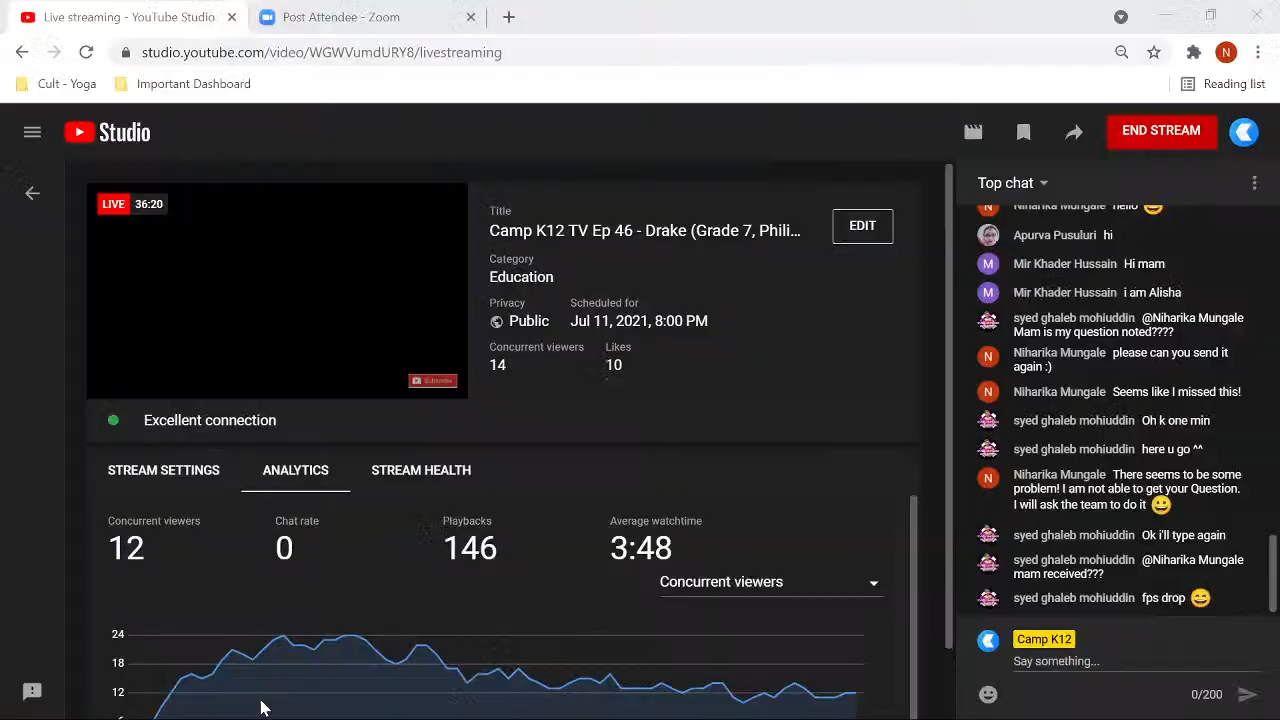 Live streaming - YouTube Studio
Post Attendee - Zoom
studio.youtube.com/video/WGWVumdURY8/livestreaming
N
Cult - Yoga
Important Dashboard
Reading list
Studio
END STREAM
LIVE 36:20
Title
Camp K12 TV Ep 46 - Drake (Grade 7, Phili...
EDIT
Category
Education
Privacy
Public
Scheduled for
Jul 11, 2021, 8:00 PM
Concurrent viewers
14
Likes
10
Subscribe
Excellent connection
STREAM SETTINGS
ANALYTICS
STREAM HEALTH
Concurrent viewers
12
Chat rate
0
Playbacks
146
Average watchtime
3:48
Concurrent viewers
24
18
12
Top chat
N Niharika Mungale hello
Apurva Pusuluri hi
M Mir Khader Hussain Hi mam
M Mir Khader Hussain i am Alisha
syed ghaleb mohiuddin @Niharika Mungale
Mam is my question noted????
N Niharika Mungale please can you send it
again :)
N Niharika Mungale Seems like I missed this!
syed ghaleb mohiuddin Oh k one min
syed ghaleb mohiuddin here u go ^^
N Niharika Mungale There seems to be some
problem! I am not able to get your Question.
I will ask the team to do it
syed ghaleb mohiuddin Ok i'll type again
syed ghaleb mohiuddin @Niharika Mungale
mam received???
syed ghaleb mohiuddin fps drop
Camp K12
Say something...
0/200